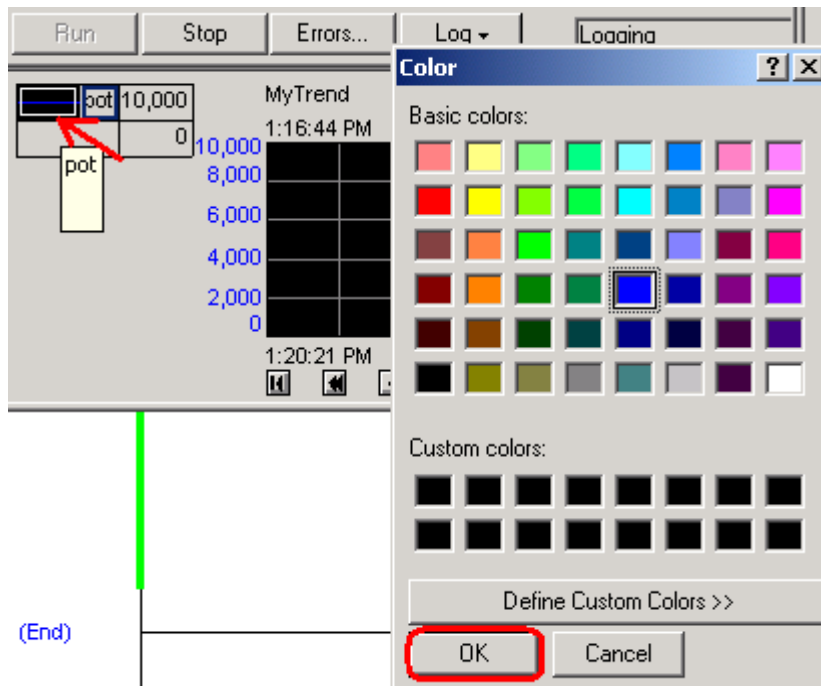 Run Stop Errors... Log Logging
Color
pot 10,000
0
pot
MyTrend
1:16:44 PM
10,000
8,000
6,000
4,000
2,000
0
1:20:21 PM
Basic colors:
Custom colors:
Define Custom Colors >>
OK Cancel
(End)